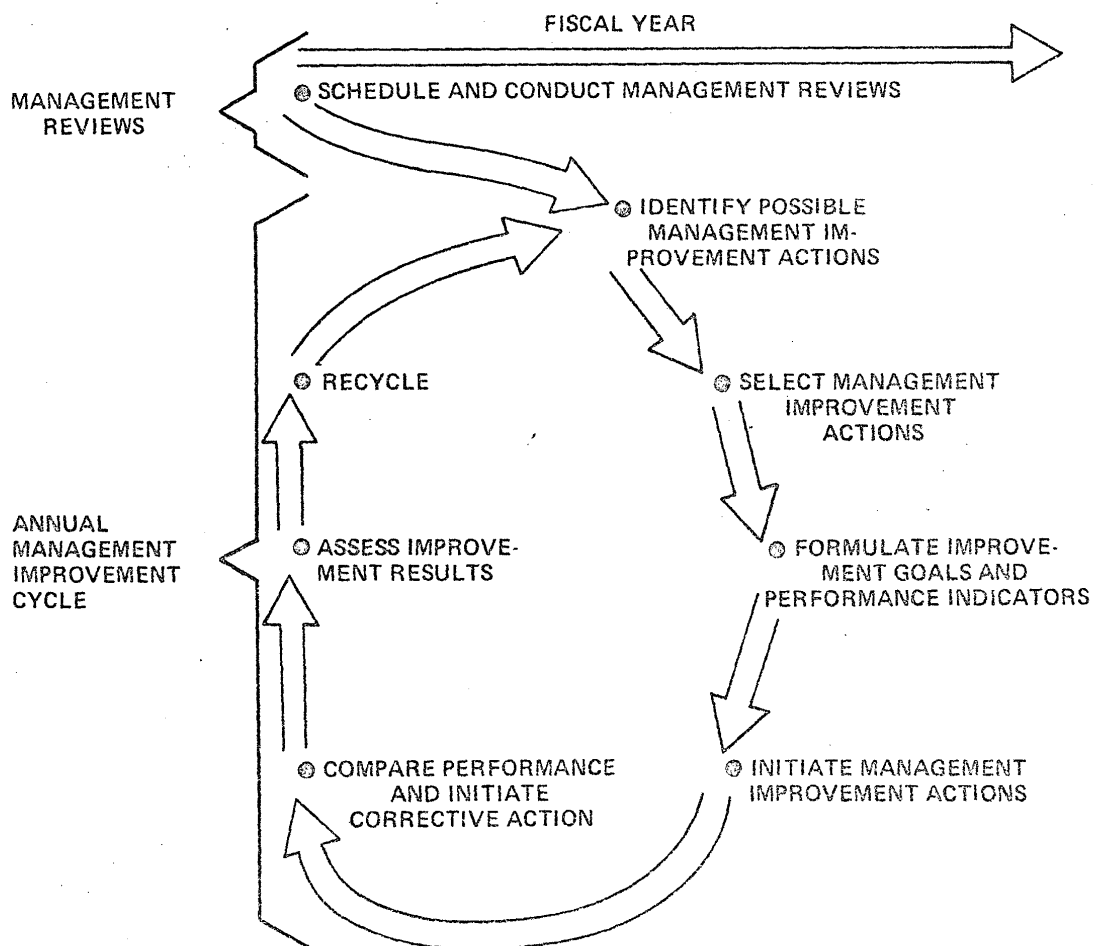 FISCAL YEAR
MANAGEMENT
REVIEWS
SCHEDULE AND CONDUCT MANAGEMENT REVIEWS
IDENTIFY POSSIBLE
MANAGEMENT IM-
PROVEMENT ACTIONS
RECYCLE
SELECT MANAGEMENT
IMPROVEMENT
ACTIONS
ANNUAL
MANAGEMENT
IMPROVEMENT
CYCLE
ASSESS IMPROVE-
MENT RESULTS
FORMULATE IMPROVE-
MENT GOALS AND
PERFORMANCE INDICATORS
COMPARE PERFORMANCE
AND INITIATE
CORRECTIVE ACTION
INITIATE MANAGEMENT
IMPROVEMENT ACTIONS